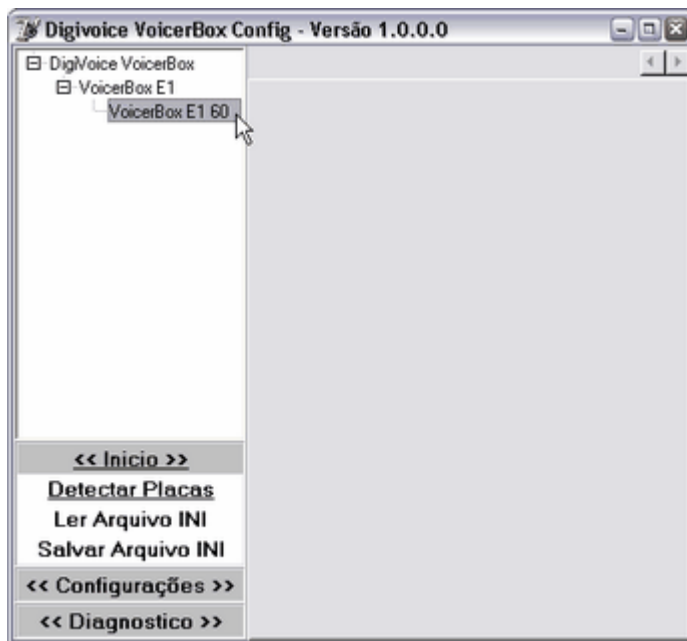 Digivoice VoicerBox Config - Versão 1.0.0.0
DigiVoice VoicerBox
VoicerBox E1
VoicerBox E1 60
<< Inicio >>
Detectar Placas
Ler Arquivo INI
Salvar Arquivo INI
<< Configurações >>
<< Diagnostico >>